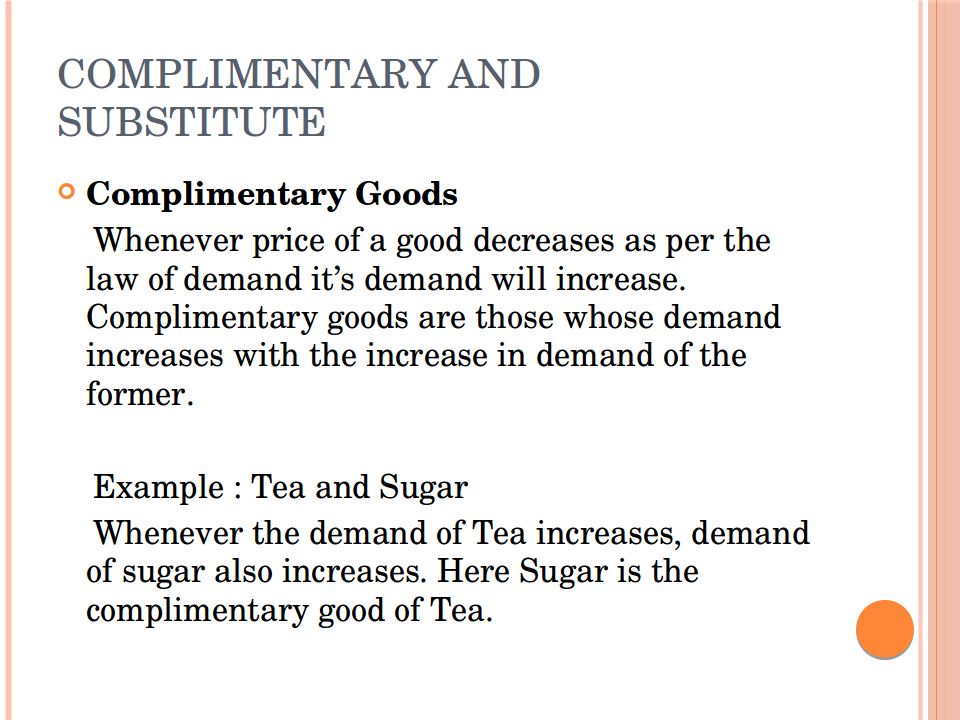 COMPLIMENTARY AND
SUBSTITUTE
Complimentary Goods
Whenever price of a good decreases as per the
law of demand it’s demand will increase.
Complimentary goods are those whose demand
increases with the increase in demand of the
former.
Example : Tea and Sugar
Whenever the demand of Tea increases, demand
of sugar also increases. Here Sugar is the
complimentary good of Tea.